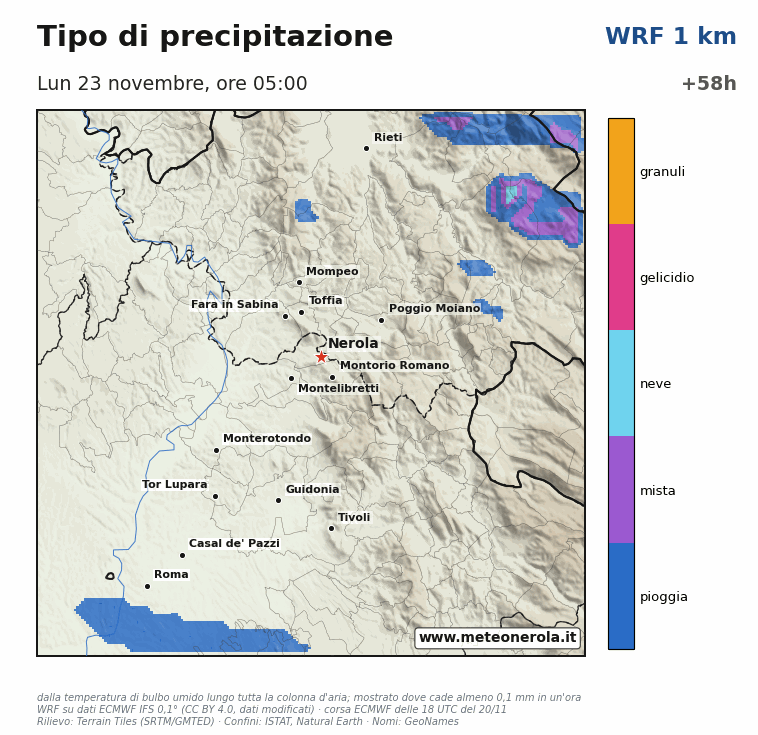 Tipo di precipitazione
WRF 1 km
Lun 23 novembre, ore 05:00
+58h
Rieti
granuli
gelicidio
Mompeo
Fara in Sabina
Toffia
Poggio Moiano
Nerola
Montorio Romano
neve
Montelibretti
Monterotondo
Tor Lupara
Guidonia
mista
Tivoli
Casal de' Pazzi
Roma
pioggia
www.meteonerola.it
dalla temperatura di bulbo umido lungo tutta la colonna d'aria; mostrato dove cade almeno 0,1 mm in un'ora
WRF su dati ECMWF IFS 0,1° (CC BY 4.0, dati modificati) · corsa ECMWF delle 18 UTC del 20/11
Rilievo: Terrain Tiles (SRTM/GMTED) · Confini: ISTAT, Natural Earth · Nomi: GeoNames